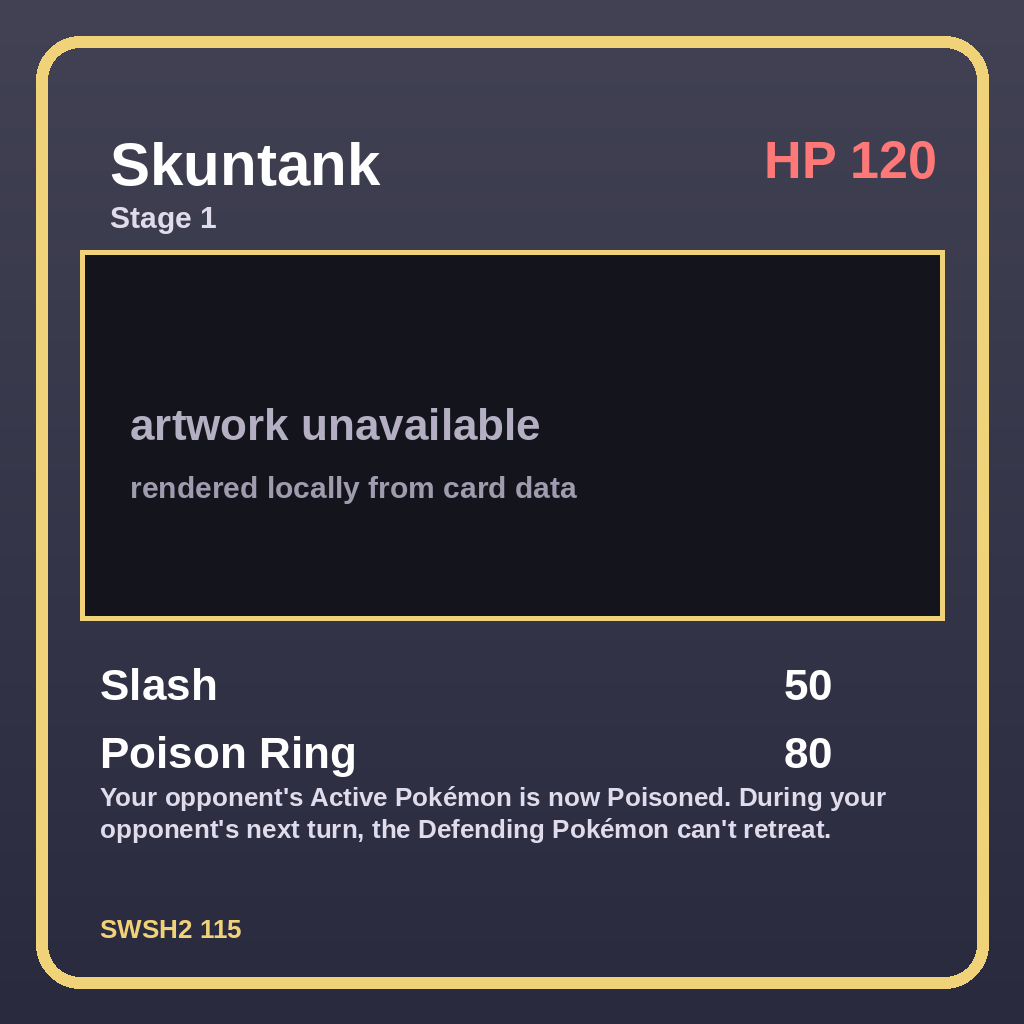 Skuntank
HP 120
Stage 1
artwork unavailable
rendered locally from card data
Slash 50
Poison Ring 80
Your opponent's Active Pokémon is now Poisoned. During your
opponent's next turn, the Defending Pokémon can't retreat.
SWSH2 115